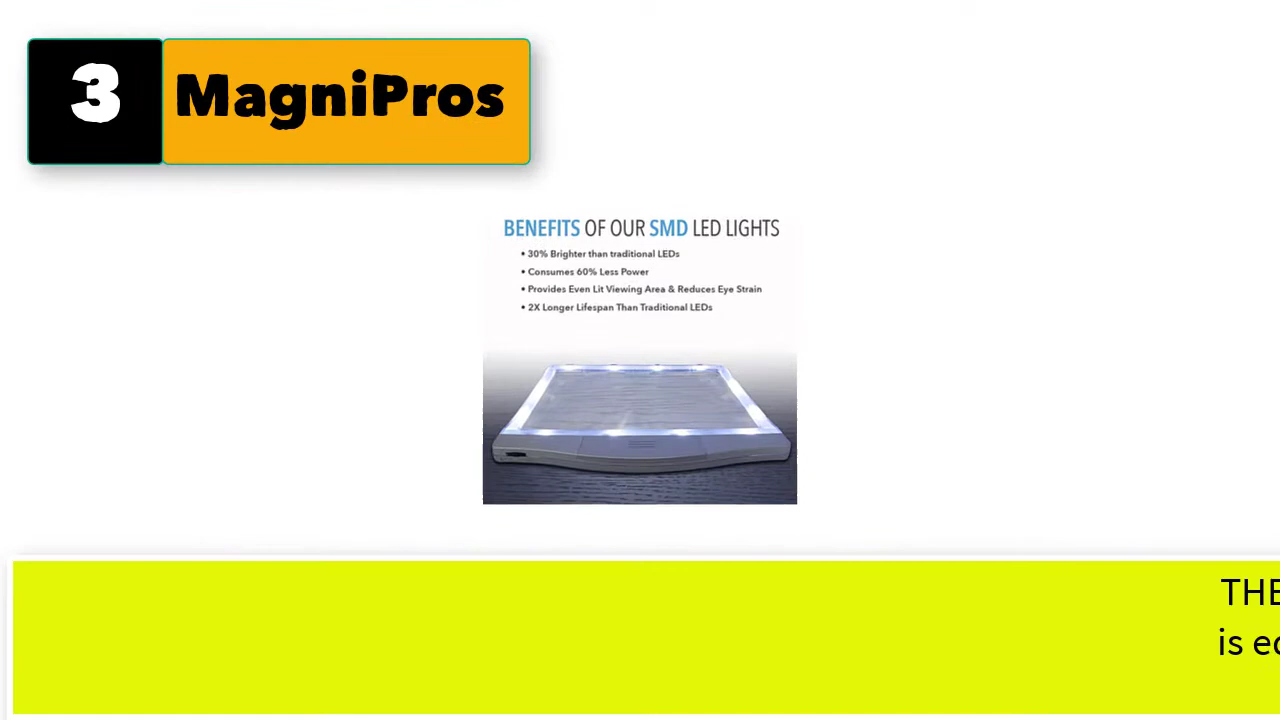 3 MagniPros
BENEFITS OF OUR SMD LED LIGHTS
• 30% Brighter than traditional LEDs
• Consumes 60% Less Power
• Provides Even Lit Viewing Area & Reduces Eye Strain
• 2X Longer Lifespan Than Traditional LEDs
THE
is